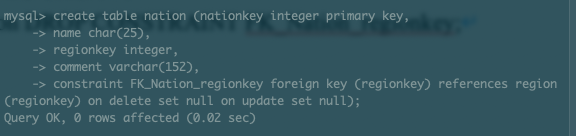 mysql> create table nation (nationkey integer primary key,
-> name char(25),
-> regionkey integer,
-> comment varchar(152),
-> constraint FK_Nation_regionkey foreign key (regionkey) references region
(regionkey) on delete set null on update set null);
Query OK, 0 rows affected (0.02 sec)